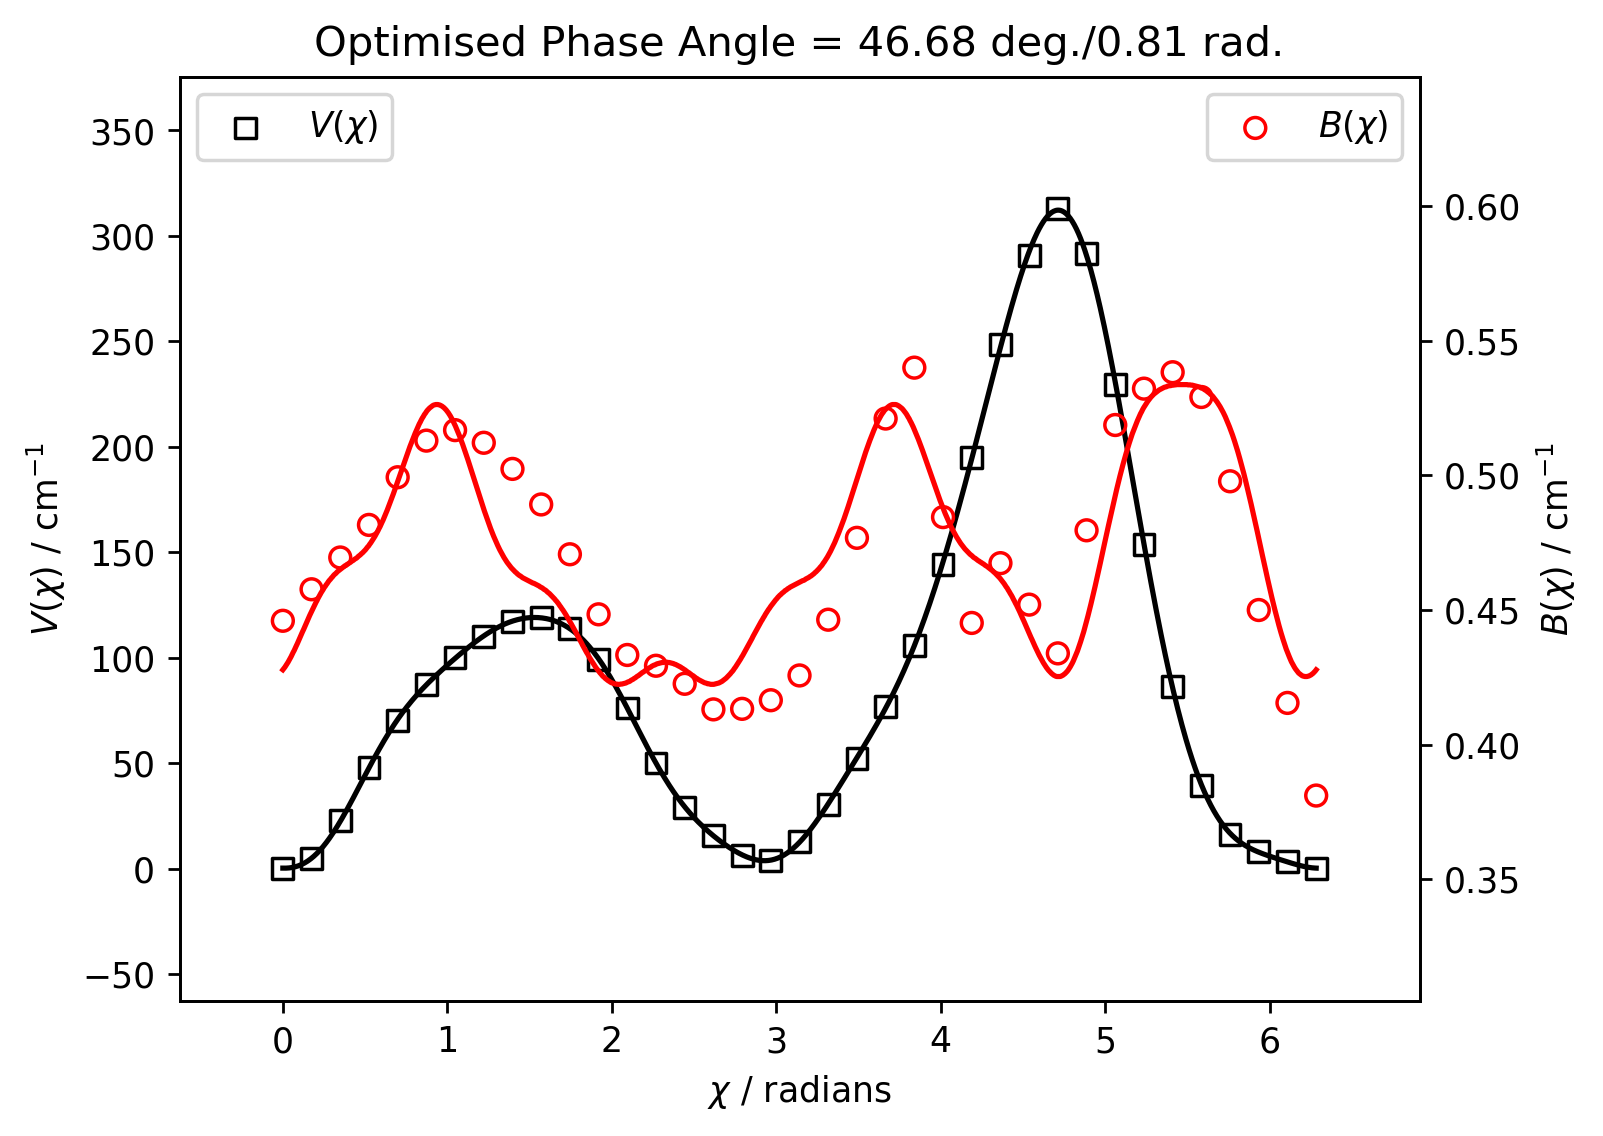 Optimised Phase Angle = 46.68 deg./0.81 rad.
V(χ)
B(χ)
350
300
250
200
150
100
50
0
−50
V(χ) / cm⁻¹
0.60
0.55
0.50
0.45
0.40
0.35
B(χ) / cm⁻¹
0 1 2 3 4 5 6
χ / radians